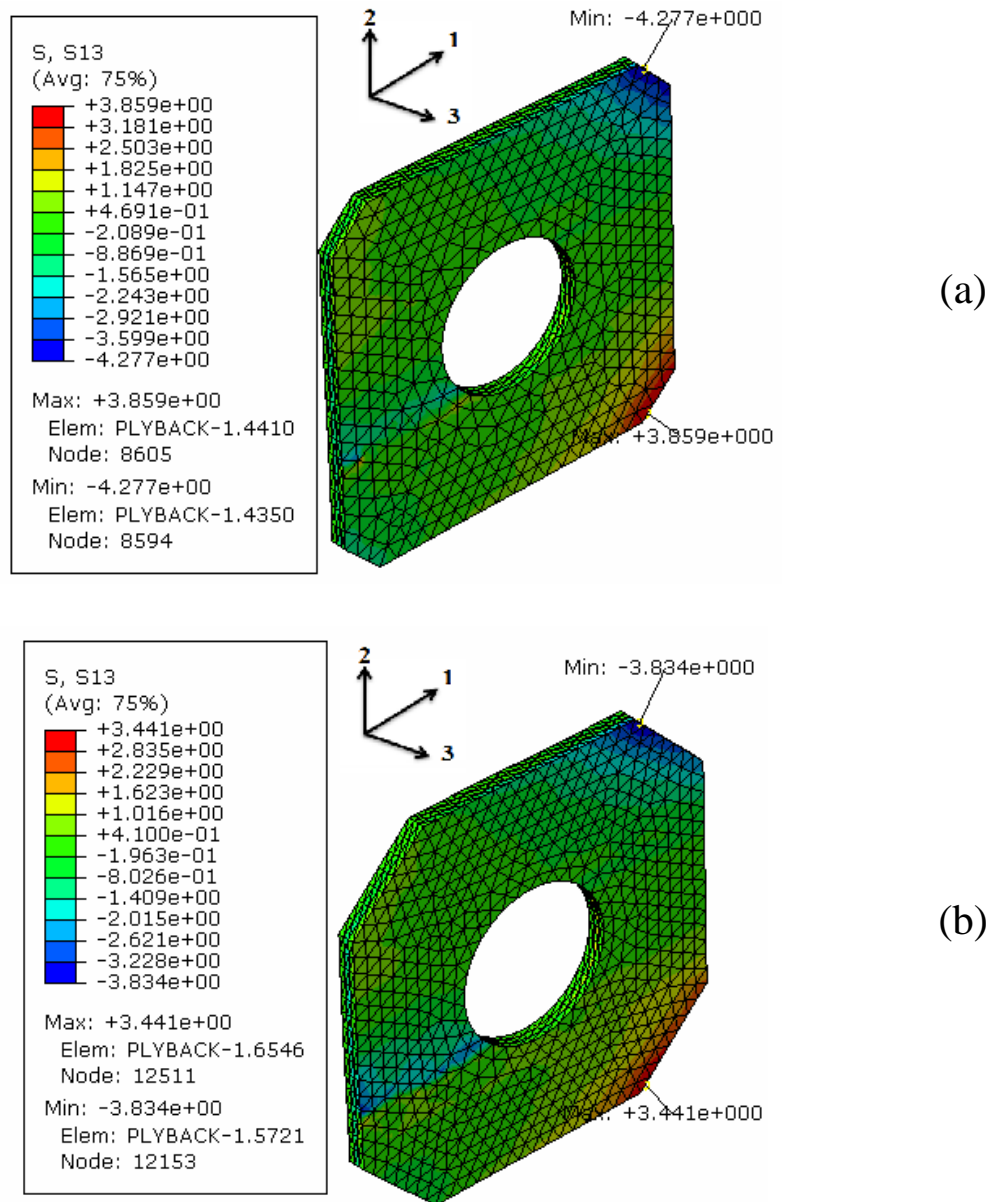 Min: -4.277e+000
S, S13
(Avg: 75%)
+3.859e+00
+3.181e+00
+2.503e+00
+1.825e+00
+1.147e+00
+4.691e-01
-2.089e-01
-8.869e-01
-1.565e+00
-2.243e+00
-2.921e+00
-3.599e+00
-4.277e+00
Max: +3.859e+00
Elem: PLYBACK-1.4410
Node: 8605
Min: -4.277e+00
Elem: PLYBACK-1.4350
Node: 8594
2
1
3
Max: +3.859e+000
(a)
S, S13
(Avg: 75%)
+3.441e+00
+2.835e+00
+2.229e+00
+1.623e+00
+1.016e+00
+4.100e-01
-1.963e-01
-8.026e-01
-1.409e+00
-2.015e+00
-2.621e+00
-3.228e+00
-3.834e+00
Max: +3.441e+00
Elem: PLYBACK-1.6546
Node: 12511
Min: -3.834e+00
Elem: PLYBACK-1.5721
Node: 12153
2
1
3
Min: -3.834e+000
Max: +3.441e+000
(b)